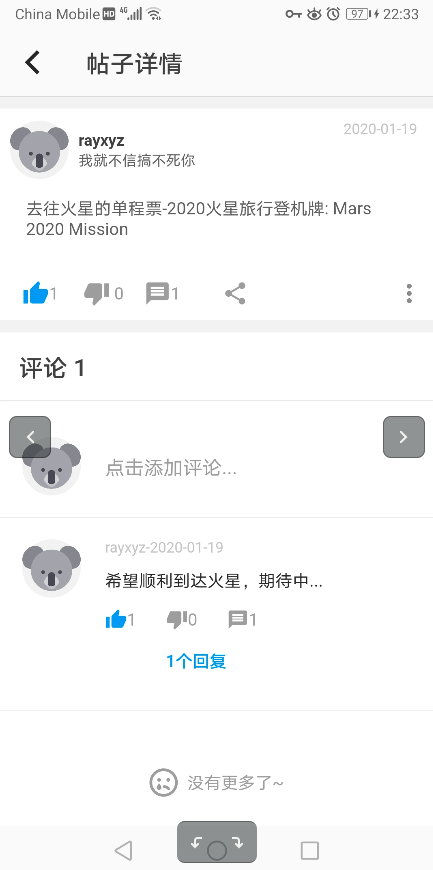 China Mobile HD 4G 97 22:33
帖子详情
rayxyz 2020-01-19
我就不信搞不死你
去往火星的单程票-2020火星旅行登机牌: Mars
2020 Mission
1 0 1
评论 1
点击添加评论...
rayxyz-2020-01-19
希望顺利到达火星，期待中...
1 0 1
1个回复
没有更多了~